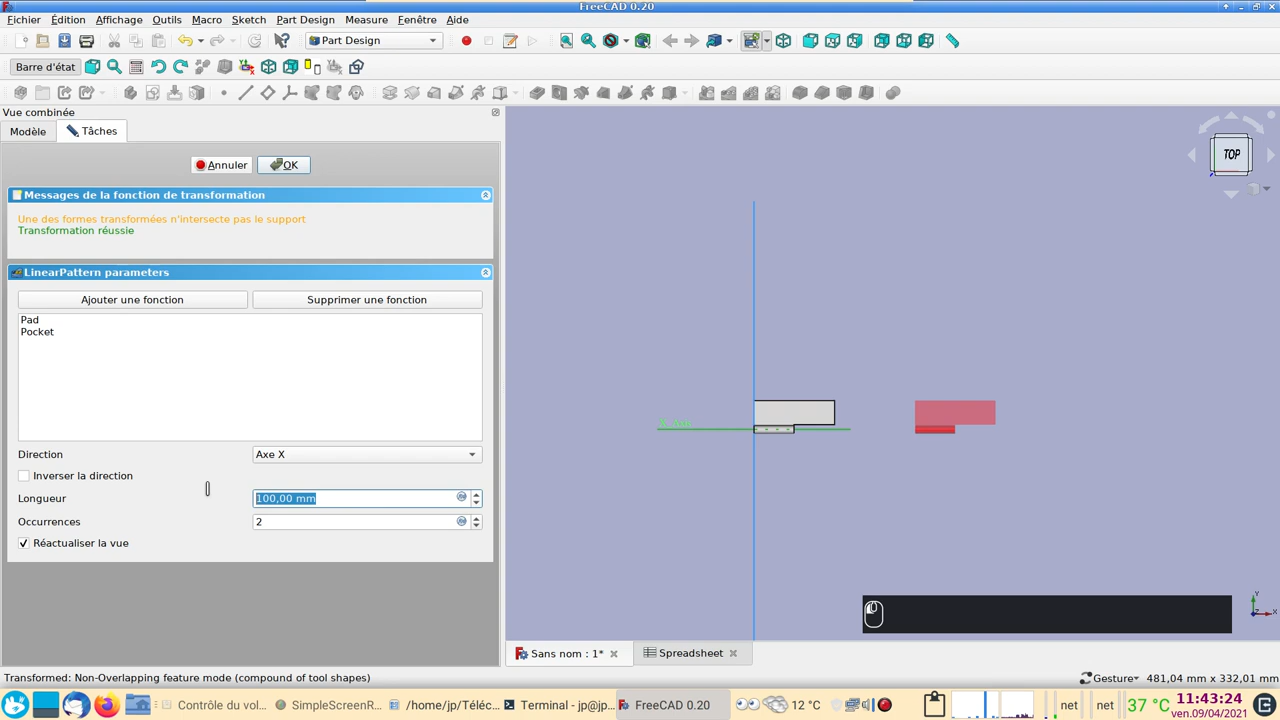 FreeCAD 0.20
Fichier Édition Affichage Outils Macro Sketch Part Design Measure Fenêtre Aide
Part Design
Barre d'état
Vue combinée
Modèle Tâches
Annuler OK
Messages de la fonction de transformation
Une des formes transformées n'intersecte pas le support
Transformation réussie
LinearPattern parameters
Ajouter une fonction Supprimer une fonction
Pad
Pocket
Direction Axe X
Inverser la direction
Longueur 100,00 mm
Occurrences 2
Réactualiser la vue
TOP
Y
X
Sans nom : 1* Spreadsheet
Transformed: Non-Overlapping feature mode (compound of tool shapes) Gesture 481,04 mm x 332,01 mm
Contrôle du vol... SimpleScreenR... /home/jp/Téléc... Terminal - jp@jp... FreeCAD 0.20 12 °C net net 37 °C 11:43:24
ven.09/04/2021